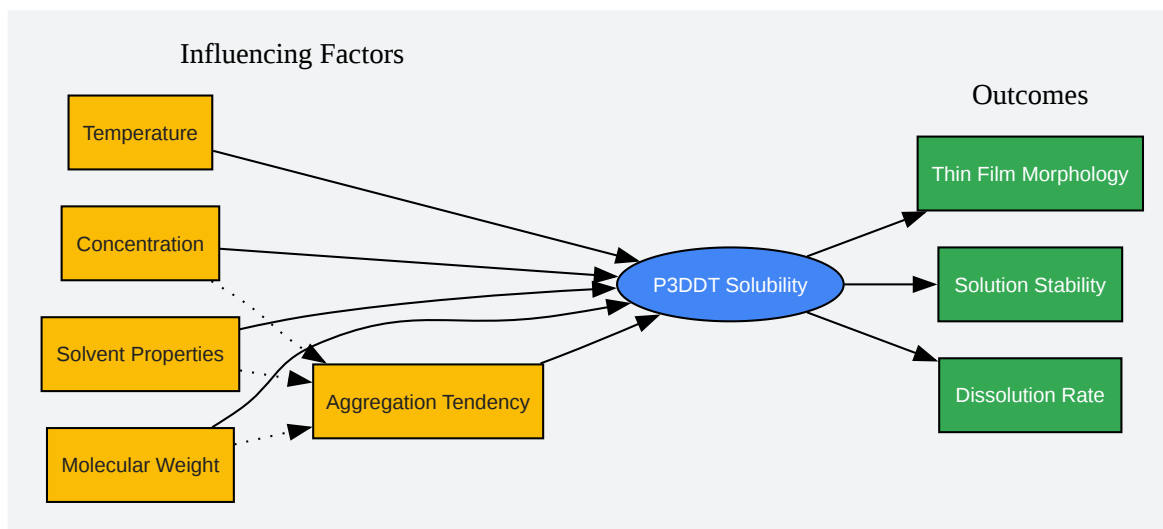 Influencing Factors
Temperature
Concentration
Solvent Properties
Molecular Weight
Aggregation Tendency
P3DDT Solubility
Outcomes
Thin Film Morphology
Solution Stability
Dissolution Rate